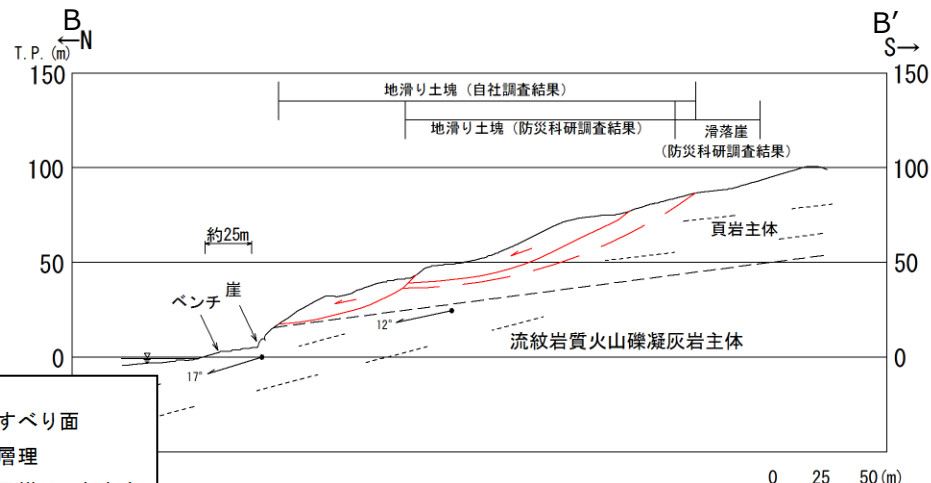 B
←N
B′
S→
T.P.(m)
150
150
地滑り土塊（自社調査結果）
地滑り土塊（防災科研調査結果）
滑落崖
（防災科研調査結果）
100
100
頁岩主体
約25m
50
50
ベンチ
崖
12°
流紋岩質火山礫凝灰岩主体
0
0
17°
すべり面
層理
0 25 50(m)